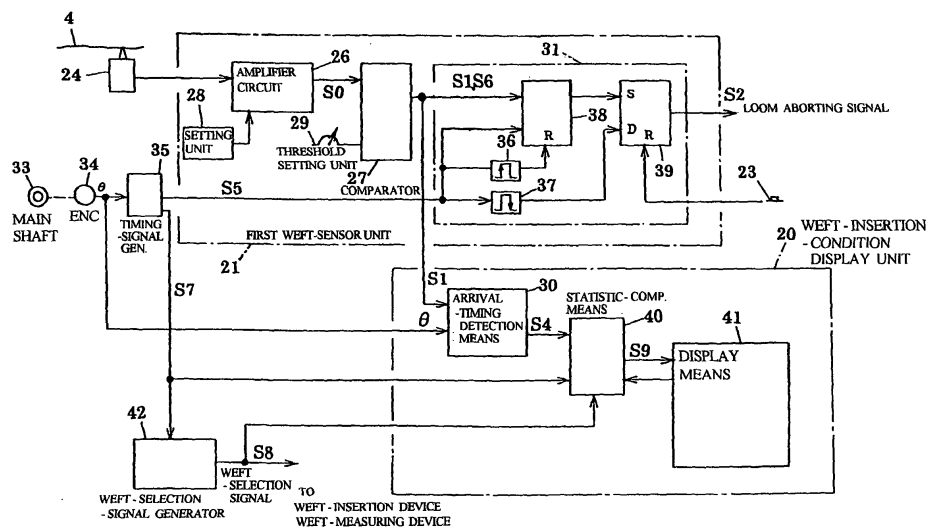 4
24
28
SETTING
UNIT
AMPLIFIER
CIRCUIT
26
S0
29
THRESHOLD
SETTING UNIT
27
COMPARATOR
31
S1,S6
38
R
36
37
S
D
R
39
S2
LOOM ABORTING SIGNAL
23
33
MAIN
SHAFT
34
θ
ENC
35
TIMING
-SIGNAL
GEN.
S5
FIRST WEFT-SENSOR UNIT
21
S7
S1
θ
20
WEFT-INSERTION
-CONDITION
DISPLAY UNIT
30
ARRIVAL
-TIMING
DETECTION
MEANS
S4
STATISTIC-COMP.
MEANS
40
S9
41
DISPLAY
MEANS
42
WEFT-SELECTION
-SIGNAL GENERATOR
S8
WEFT
-SELECTION
SIGNAL
TO
WEFT-INSERTION DEVICE
WEFT-MEASURING DEVICE